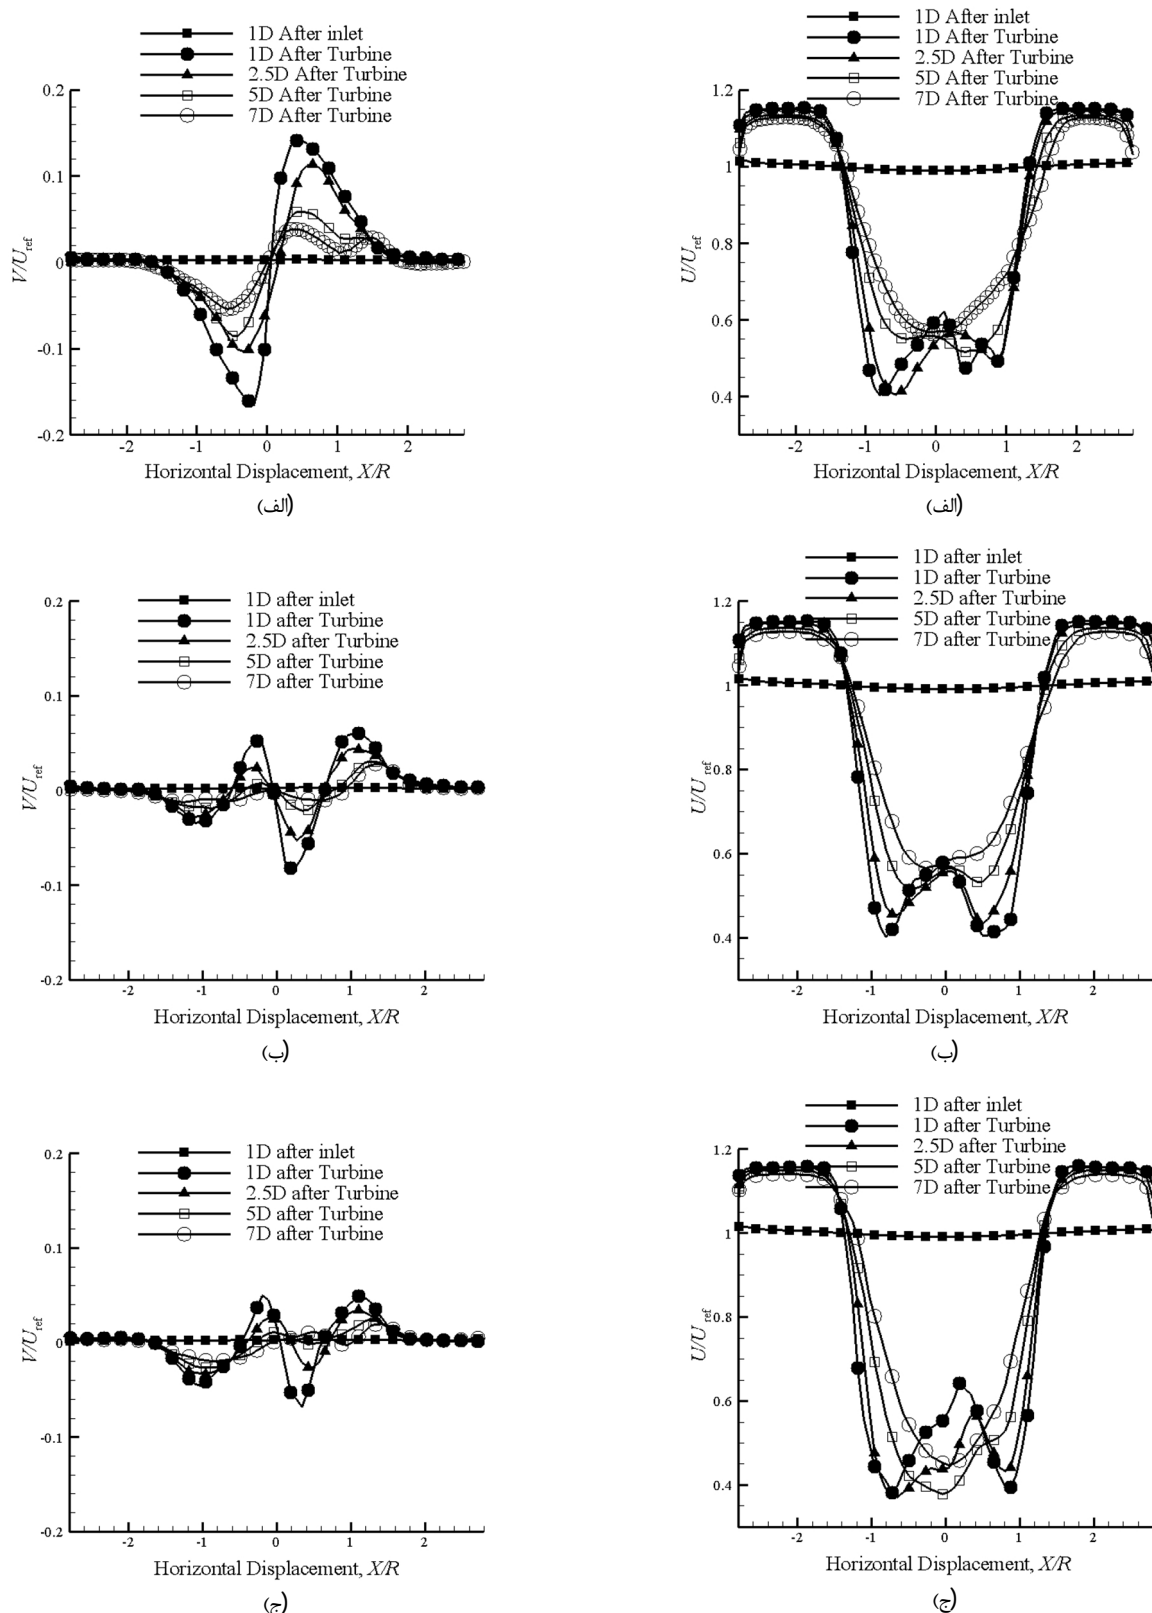 1D After inlet
1D After Turbine
2.5D After Turbine
5D After Turbine
7D After Turbine
0.2
0.1
0
-0.1
-0.2
V/Uref
-2 -1 0 1 2
Horizontal Displacement, X/R
(الف)
1D After inlet
1D After Turbine
2.5D After Turbine
5D After Turbine
7D After Turbine
1.2
1
0.8
0.6
0.4
U/Uref
-2 -1 0 1 2
Horizontal Displacement, X/R
(الف)
1D after inlet
1D after Turbine
2.5D after Turbine
5D after Turbine
7D after Turbine
0.2
0.1
0
-0.1
-0.2
V/Uref
-2 -1 0 1 2
Horizontal Displacement, X/R
(ب)
1D after inlet
1D after Turbine
2.5D after Turbine
5D after Turbine
7D after Turbine
1.2
1
0.8
0.6
0.4
U/Uref
-2 -1 0 1 2
Horizontal Displacement, X/R
(ب)
1D after inlet
1D after Turbine
2.5D after Turbine
5D after Turbine
7D after Turbine
0.2
0.1
0
-0.1
-0.2
V/Uref
-2 -1 0 1 2
Horizontal Displacement, X/R
(ج)
1D after inlet
1D after Turbine
2.5D after Turbine
5D after Turbine
7D after Turbine
1.2
1
0.8
0.6
0.4
U/Uref
-2 -1 0 1 2
Horizontal Displacement, X/R
(ج)